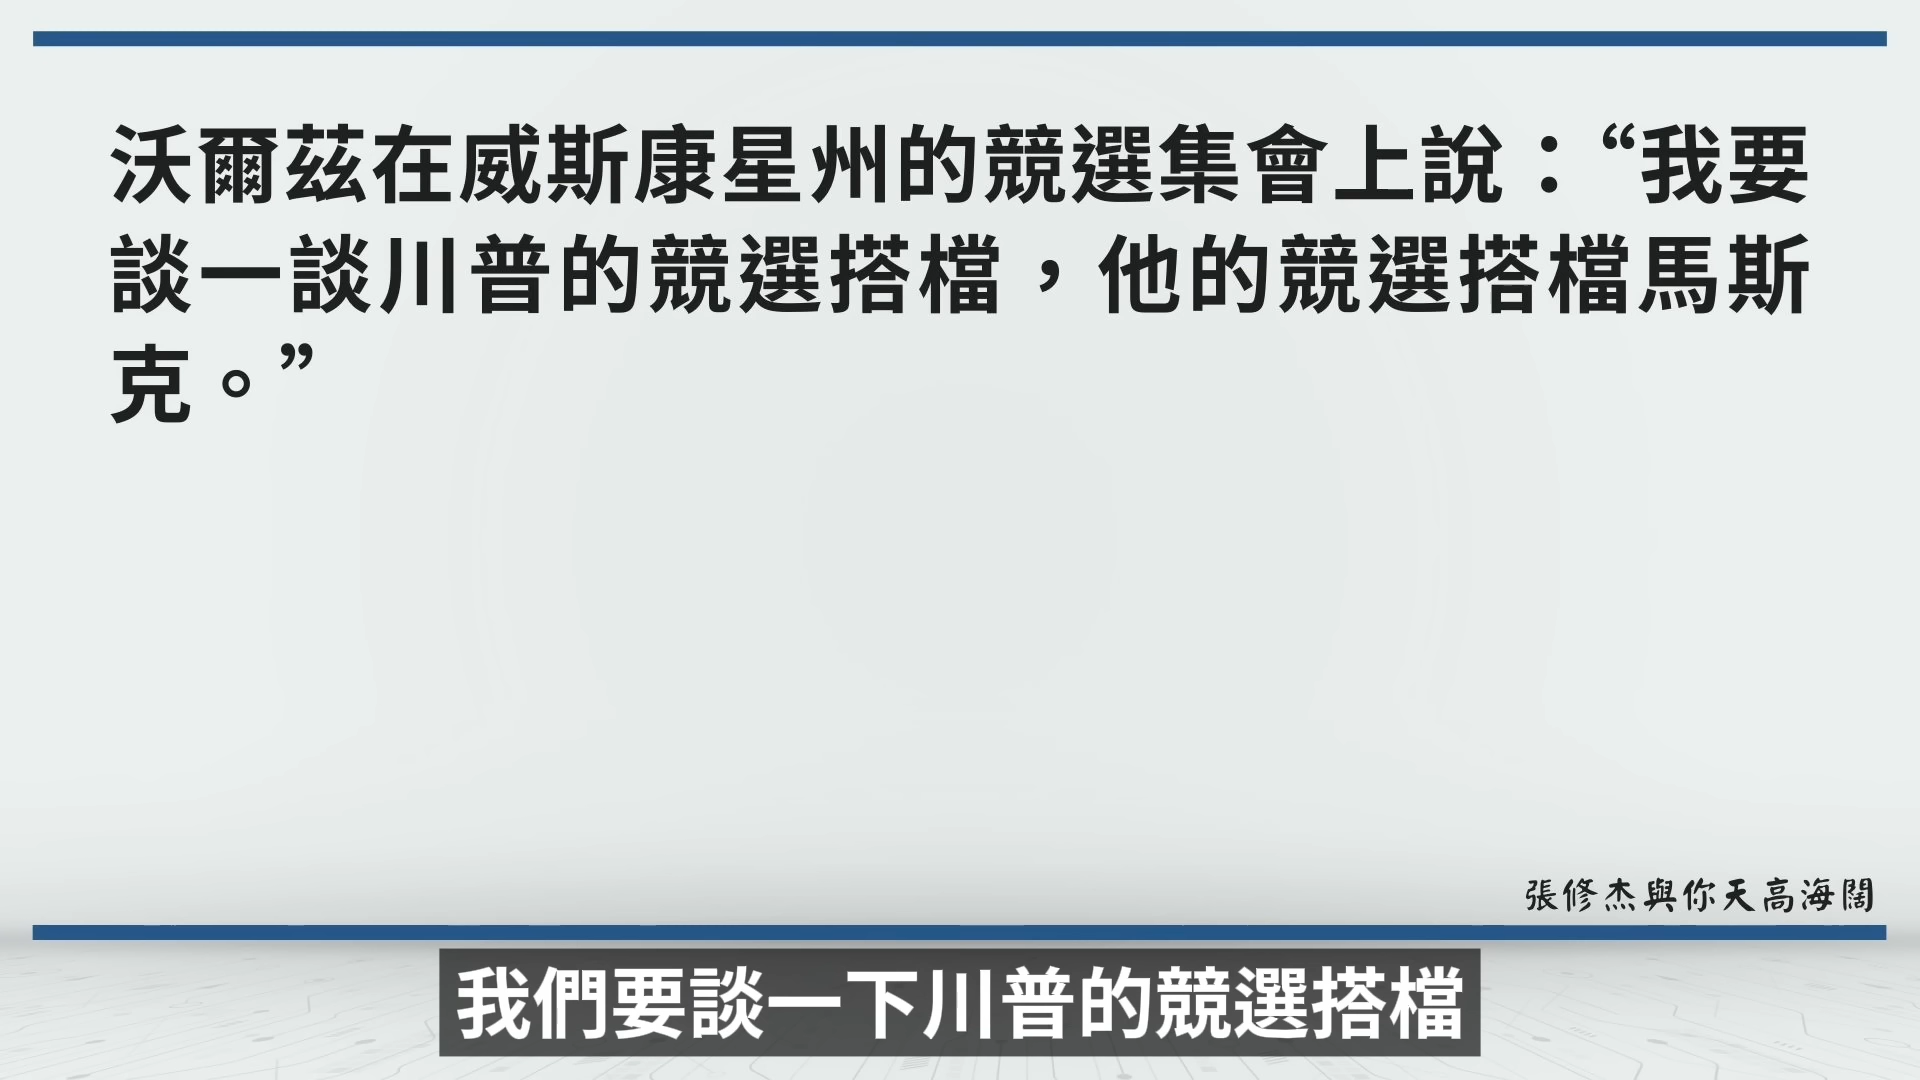 沃爾茲在威斯康星州的競選集會上說：“我要
談一談川普的競選搭檔，他的競選搭檔馬斯
克。”
張修杰與你天高海闊
我們要談一下川普的競選搭檔